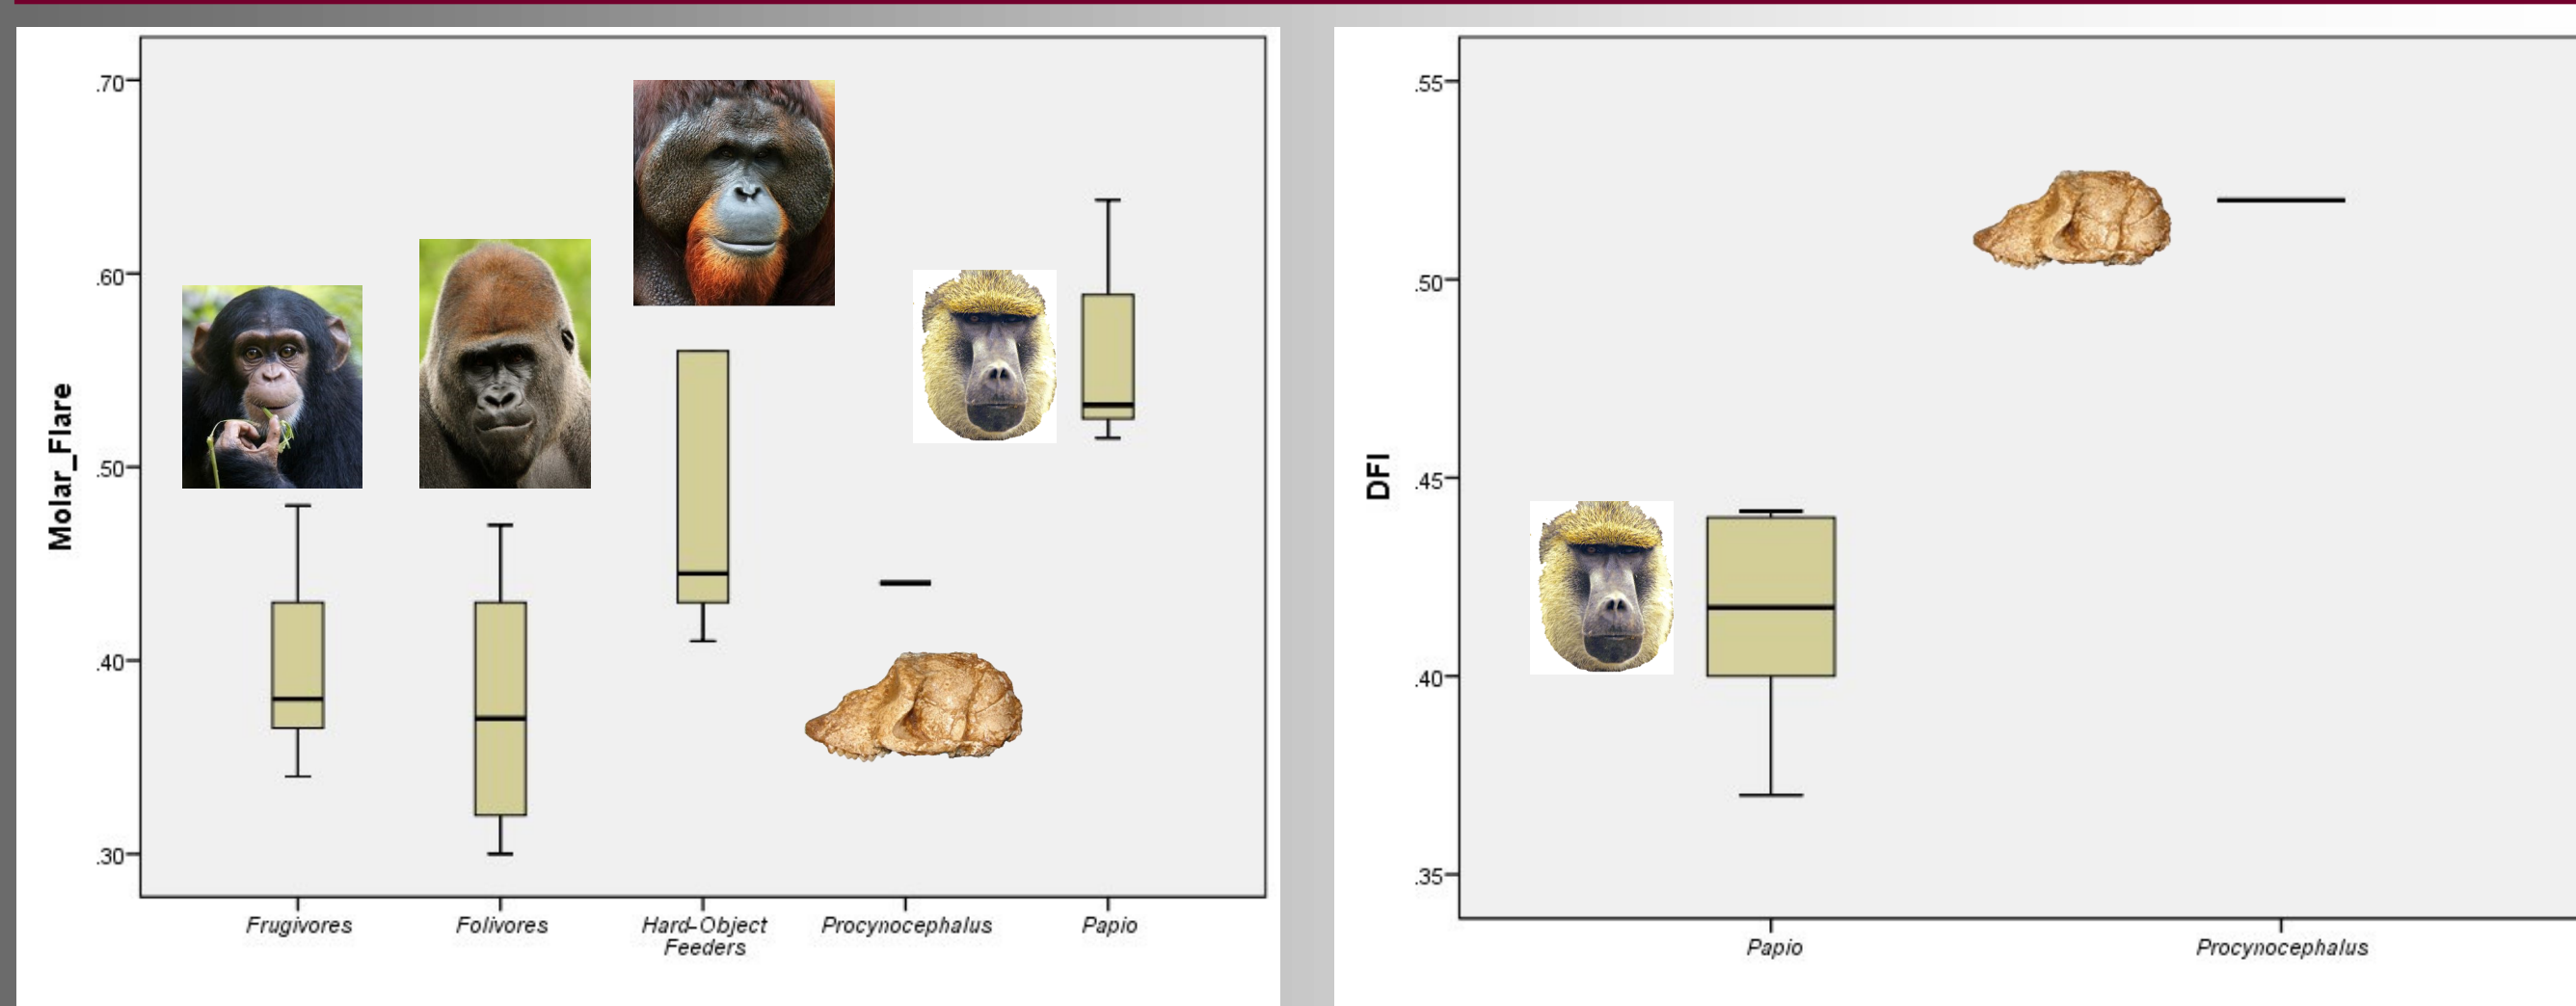 .70
.60
.50
.40
.30
Molar_Flare
Frugivores
Folivores
Hard-Object
Feeders
Procynocephalus
Papio
.55
.50
.45
.40
.35
DFI
Papio
Procynocephalus